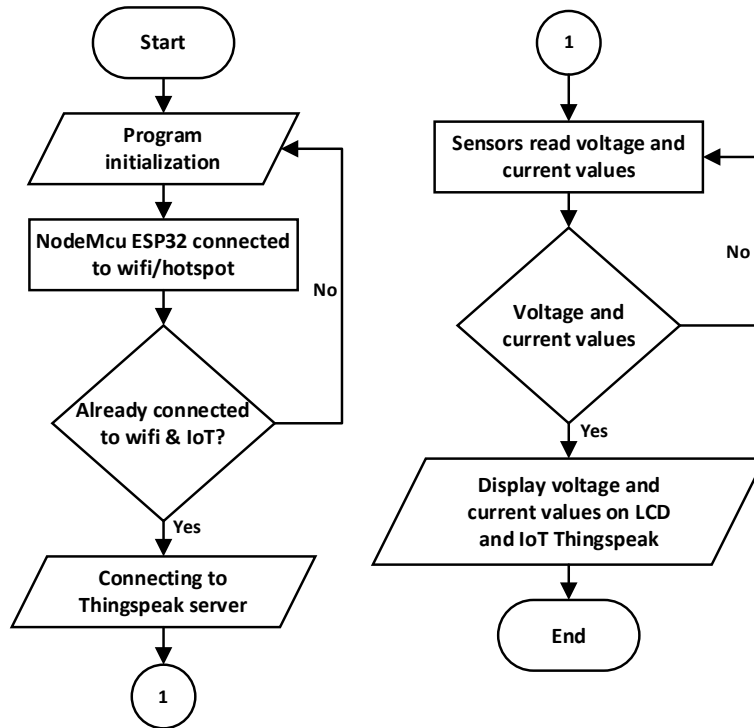 Start
Program
initialization
NodeMcu ESP32 connected
to wifi/hotspot
No
Already connected
to wifi & IoT?
Yes
Connecting to
Thingspeak server
1
1
Sensors read voltage and
current values
No
Voltage and
current values
Yes
Display voltage and
current values on LCD
and IoT Thingspeak
End